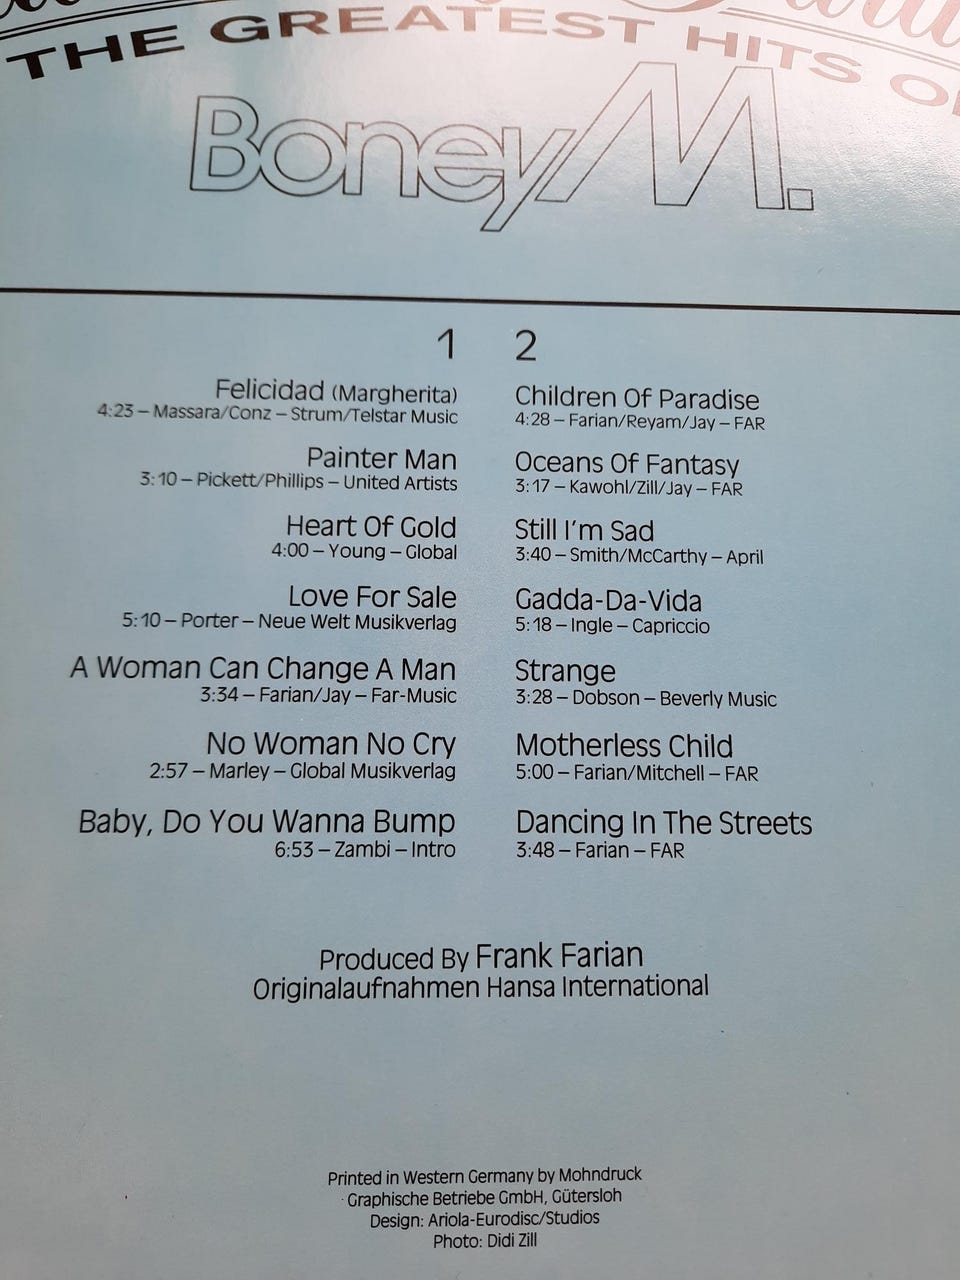 THE GREATEST HITS
Boney M.
1
Felicidad (Margherita)
4:23 – Massara/Conz – Strum/Telstar Music
Painter Man
3:10 – Pickett/Phillips – United Artists
Heart Of Gold
4:00 – Young – Global
Love For Sale
5:10 – Porter – Neue Welt Musikverlag
A Woman Can Change A Man
3:34 – Farian/Jay – Far-Music
No Woman No Cry
2:57 – Marley – Global Musikverlag
Baby, Do You Wanna Bump
6:53 – Zambi – Intro
2
Children Of Paradise
4:28 – Farian/Reyam/Jay – FAR
Oceans Of Fantasy
3:17 – Kawohl/Zill/Jay – FAR
Still I'm Sad
3:40 – Smith/McCarthy – April
Gadda-Da-Vida
5:18 – Ingle – Capriccio
Strange
3:28 – Dobson – Beverly Music
Motherless Child
5:00 – Farian/Mitchell – FAR
Dancing In The Streets
3:48 – Farian – FAR
Produced By Frank Farian
Originalaufnahmen Hansa International
Printed in Western Germany by Mohndruck
Graphische Betriebe GmbH, Gütersloh
Design: Ariola-Eurodisc/Studios
Photo: Didi Zill